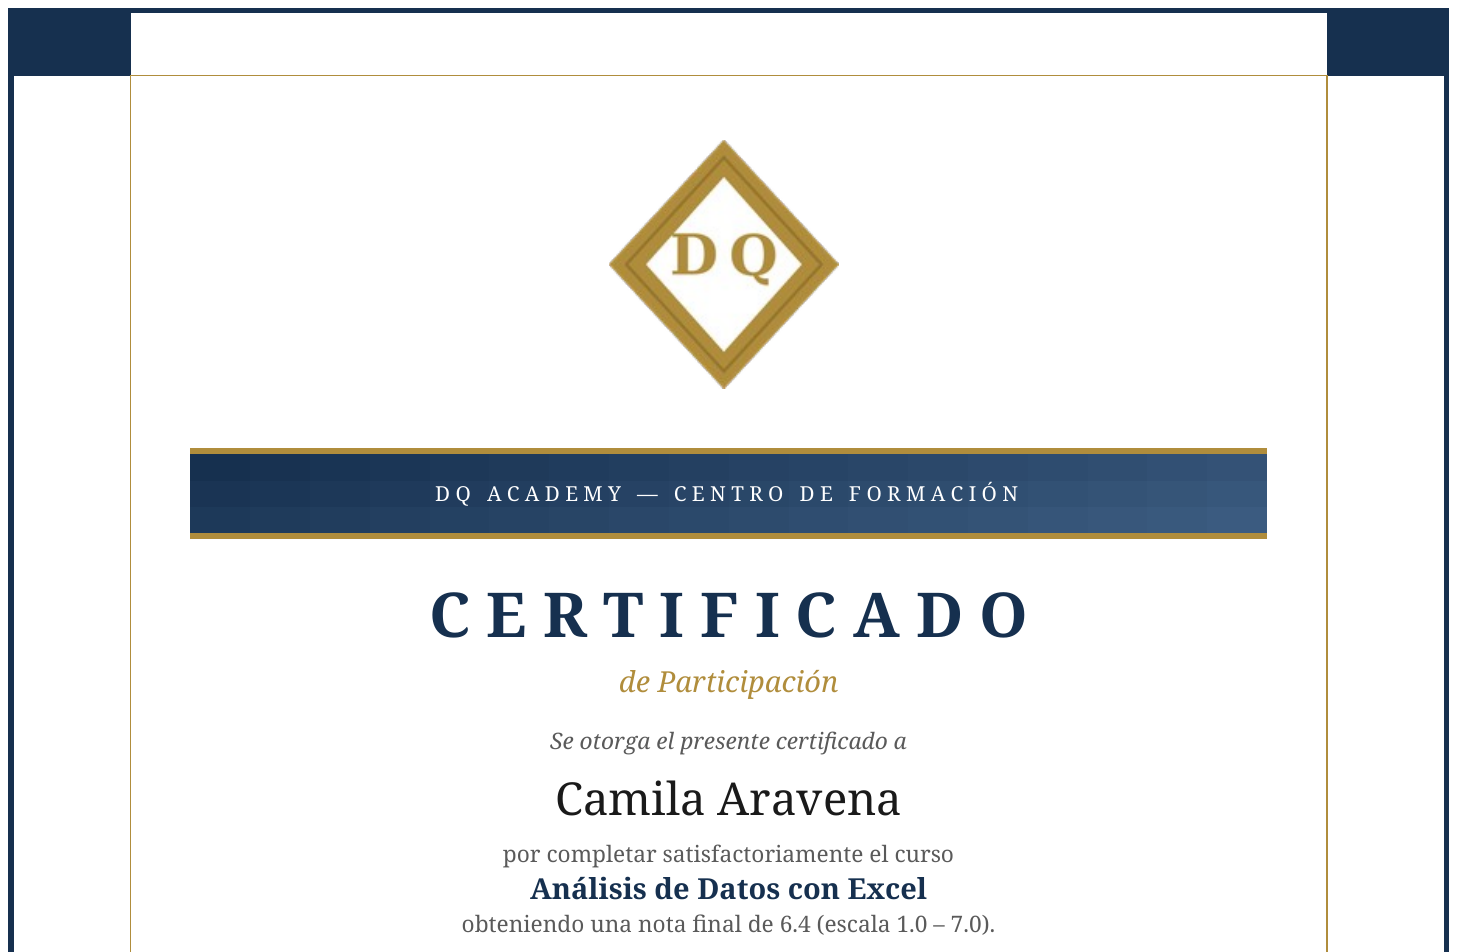 DQ
DQ ACADEMY — CENTRO DE FORMACIÓN
CERTIFICADO
de Participación
Se otorga el presente certificado a
Camila Aravena
por completar satisfactoriamente el curso
Análisis de Datos con Excel
obteniendo una nota final de 6.4 (escala 1.0 – 7.0).